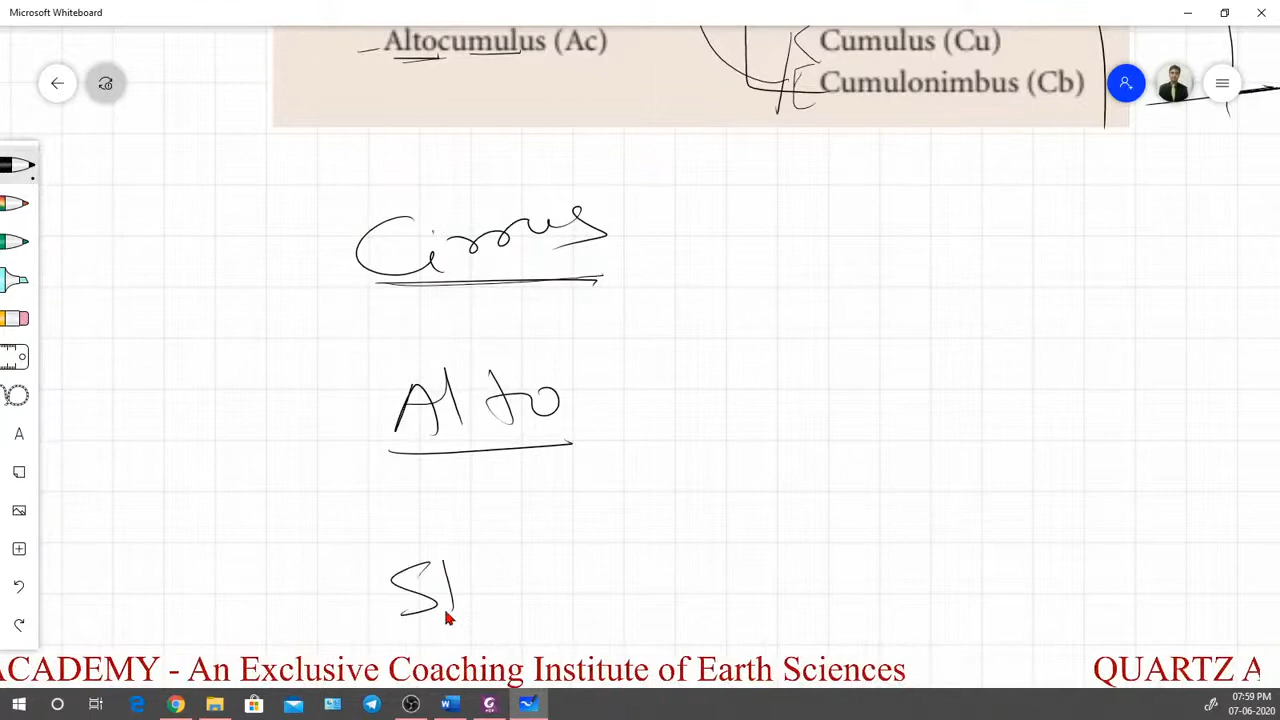 Microsoft Whiteboard
Altocumulus (Ac)
Cumulus (Cu)
Cumulonimbus (Cb)
Cirrus
Alto
A
ACADEMY - An Exclusive Coaching Institute of Earth Sciences QUARTZ A
07:59 PM
07-06-2020